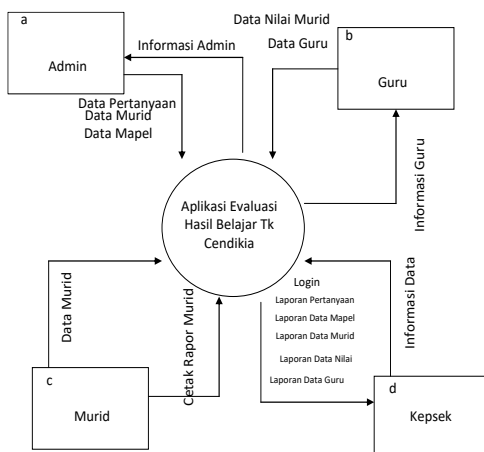 a
Admin
Informasi Admin
Data Pertanyaan
Data Murid
Data Mapel
Data Nilai Murid
Data Guru
b
Guru
Informasi Guru
Aplikasi Evaluasi
Hasil Belajar Tk
Cendikia
Data Murid
Cetak Rapor Murid
c
Murid
Login
Laporan Pertanyaan
Laporan Data Mapel
Laporan Data Murid
Laporan Data Nilai
Laporan Data Guru
Informasi Data
d
Kepsek